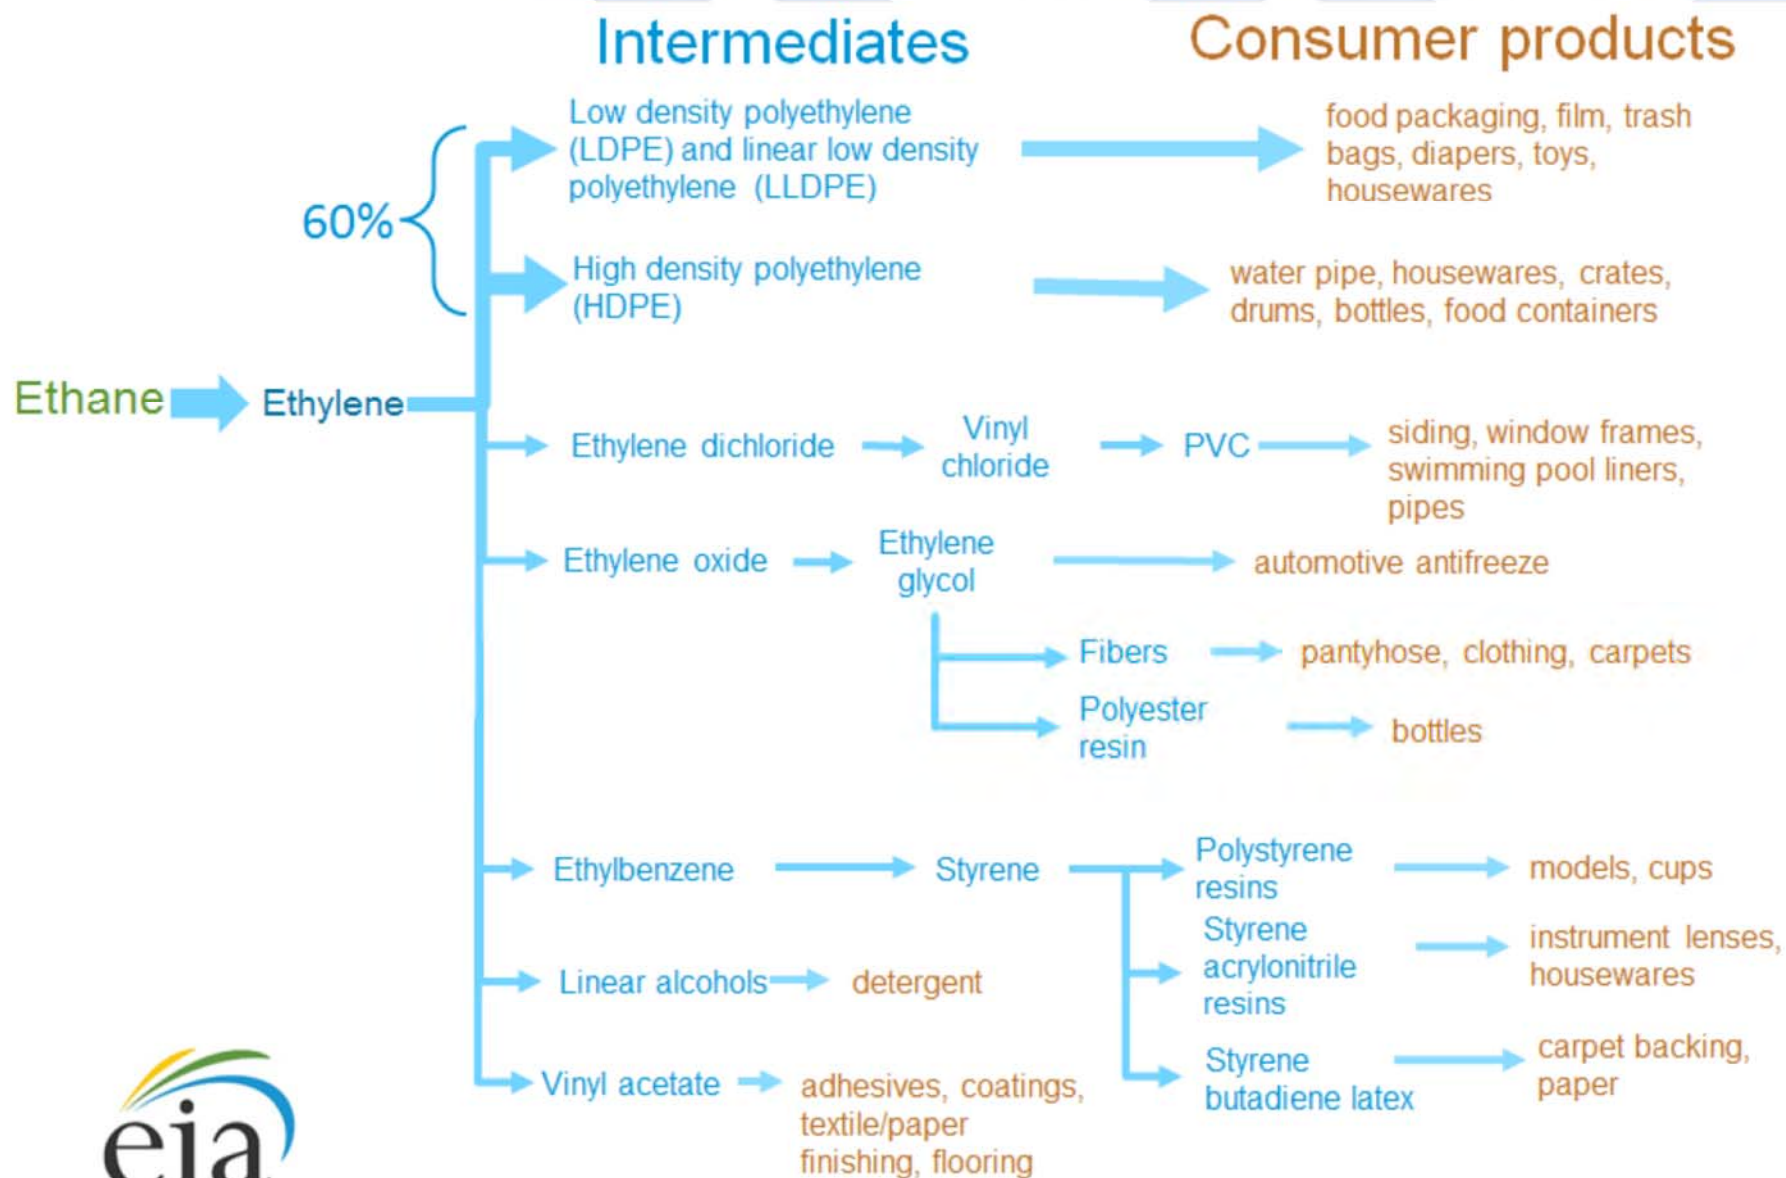 Intermediates
Consumer products
Low density polyethylene
(LDPE) and linear low density
polyethylene (LLDPE)
food packaging, film, trash
bags, diapers, toys,
housewares
60%
High density polyethylene
(HDPE)
water pipe, housewares, crates,
drums, bottles, food containers
Ethane
Ethylene
Ethylene dichloride
Vinyl
chloride
PVC
siding, window frames,
swimming pool liners,
pipes
Ethylene oxide
Ethylene
glycol
automotive antifreeze
Fibers
pantyhose, clothing, carpets
Polyester
resin
bottles
Ethylbenzene
Styrene
Polystyrene
resins
models, cups
Styrene
acrylonitrile
resins
instrument lenses,
housewares
Linear alcohols
detergent
Styrene
butadiene latex
carpet backing,
paper
Vinyl acetate
adhesives, coatings,
textile/paper
finishing, flooring
eia